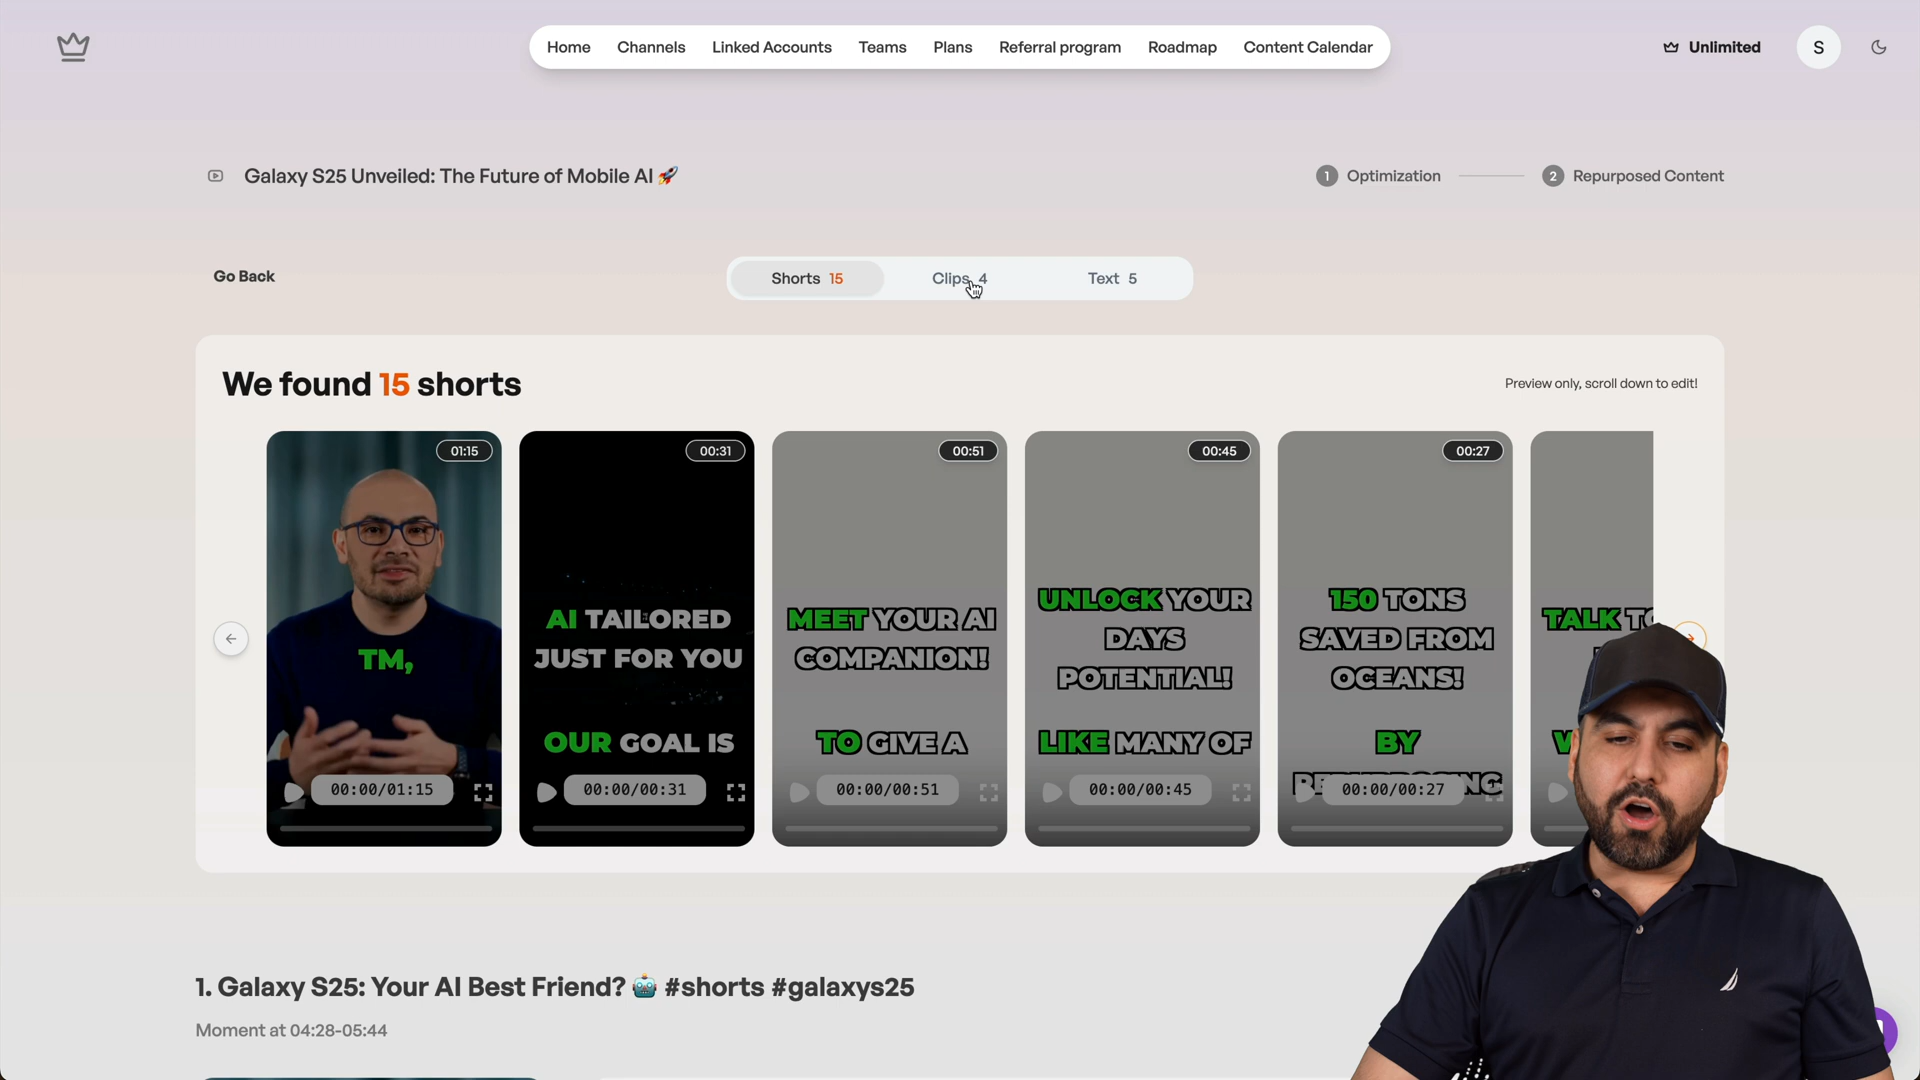 Home Channels Linked Accounts Teams Plans Referral program Roadmap Content Calendar
Unlimited S
Galaxy S25 Unveiled: The Future of Mobile AI 🚀
1 Optimization 2 Repurposed Content
Go Back
Shorts 15 Clips 4 Text 5
We found 15 shorts
Preview only, scroll down to edit!
01:15
TM,
00:00/01:15
00:31
AI TAILORED
JUST FOR YOU
OUR GOAL IS
00:00/00:31
00:51
MEET YOUR AI
COMPANION!
TO GIVE A
00:00/00:51
00:45
UNLOCK YOUR
DAYS
POTENTIAL!
LIKE MANY OF
00:00/00:45
00:27
150 TONS
SAVED FROM
OCEANS!
BY
00:00/00:27
TALK
1. Galaxy S25: Your AI Best Friend? 🤖 #shorts #galaxys25
Moment at 04:28-05:44